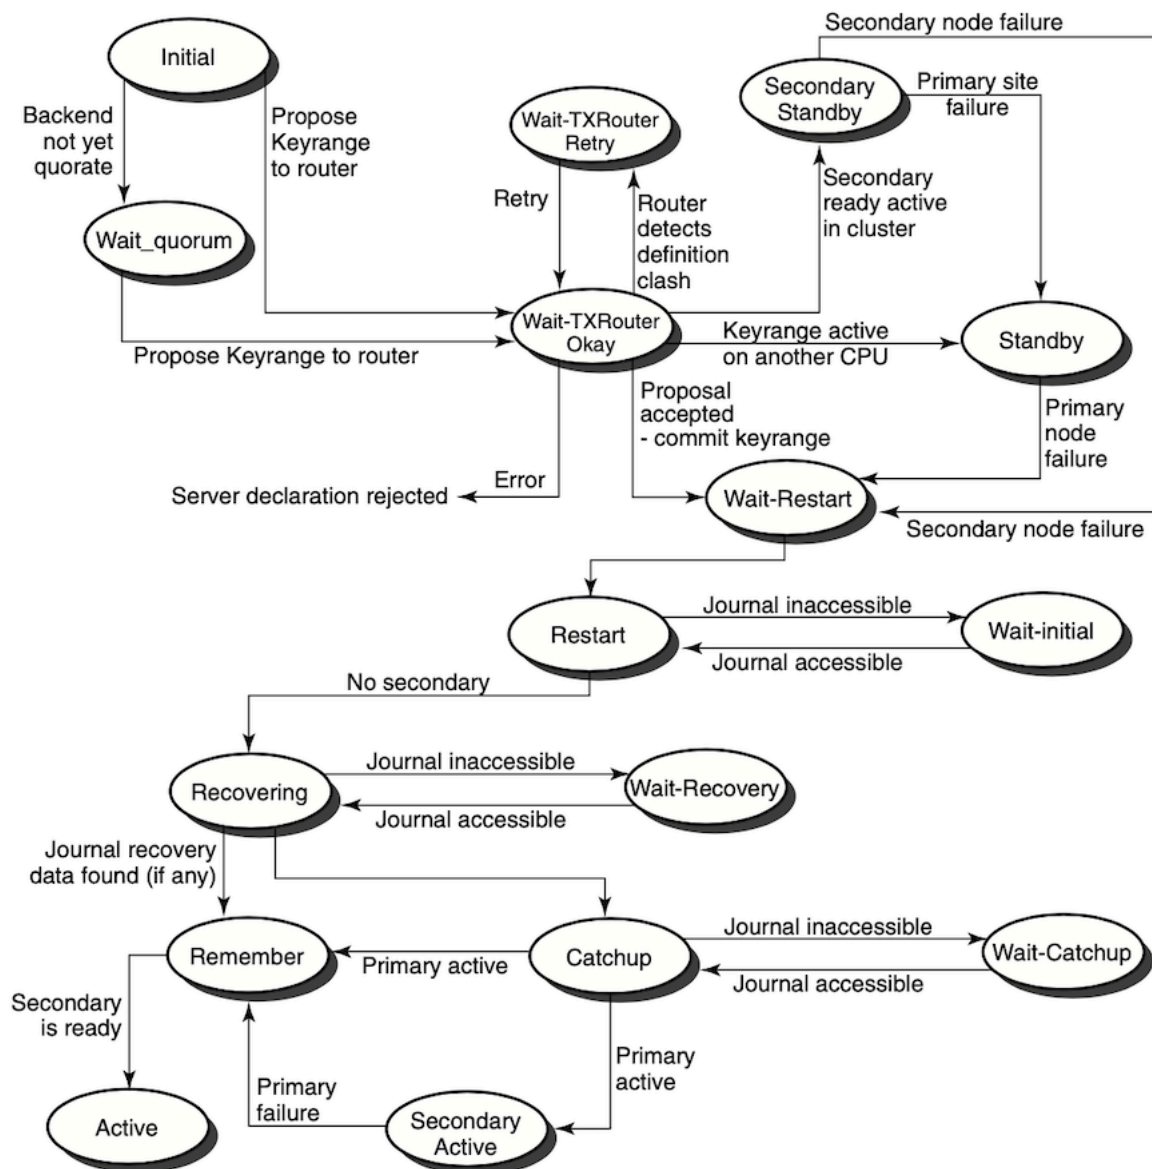 Secondary node failure
Initial
Secondary
Standby
Primary site
failure
Backend
not yet
quorate
Propose
Keyrange
to router
Wait-TXRouter
Retry
Secondary
ready active
in cluster
Retry
Router
detects
definition
clash
Wait_quorum
Wait-TXRouter
Okay
Keyrange active
on another CPU
Standby
Propose Keyrange to router
Proposal
accepted
- commit keyrange
Primary
node
failure
Error
Server declaration rejected
Wait-Restart
Secondary node failure
Restart
Journal inaccessible
Wait-initial
Journal accessible
No secondary
Recovering
Journal inaccessible
Wait-Recovery
Journal accessible
Journal recovery
data found (if any)
Remember
Primary active
Catchup
Journal inaccessible
Wait-Catchup
Journal accessible
Secondary
is ready
Primary
active
Primary
failure
Active
Secondary
Active